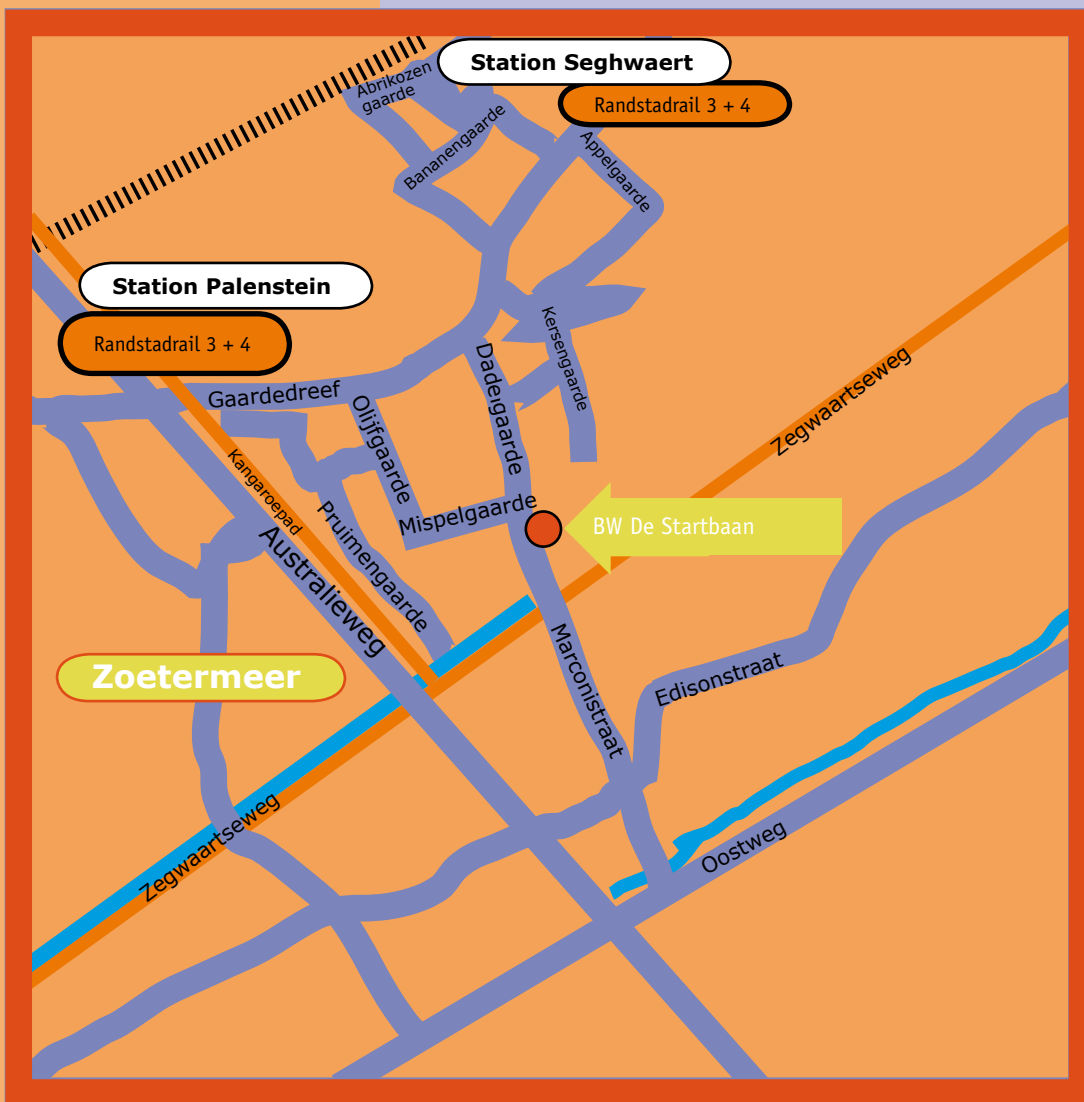 Station Seghwaert
Randstadrail 3 + 4
Abrikozen
gaarde
Bananengaarde
Appelgaarde
Station Palenstein
Randstadrail 3 + 4
Kersengaarde
Zegwaartseweg
Dadelgaarde
Gaardedreef
Olijfgaarde
Kangaroepad
Mispelgaarde
BW De Startbaan
Pruimengaarde
Australieweg
Zoetermeer
Marconistraat
Edisonstraat
Zegwaartseweg
Oostweg